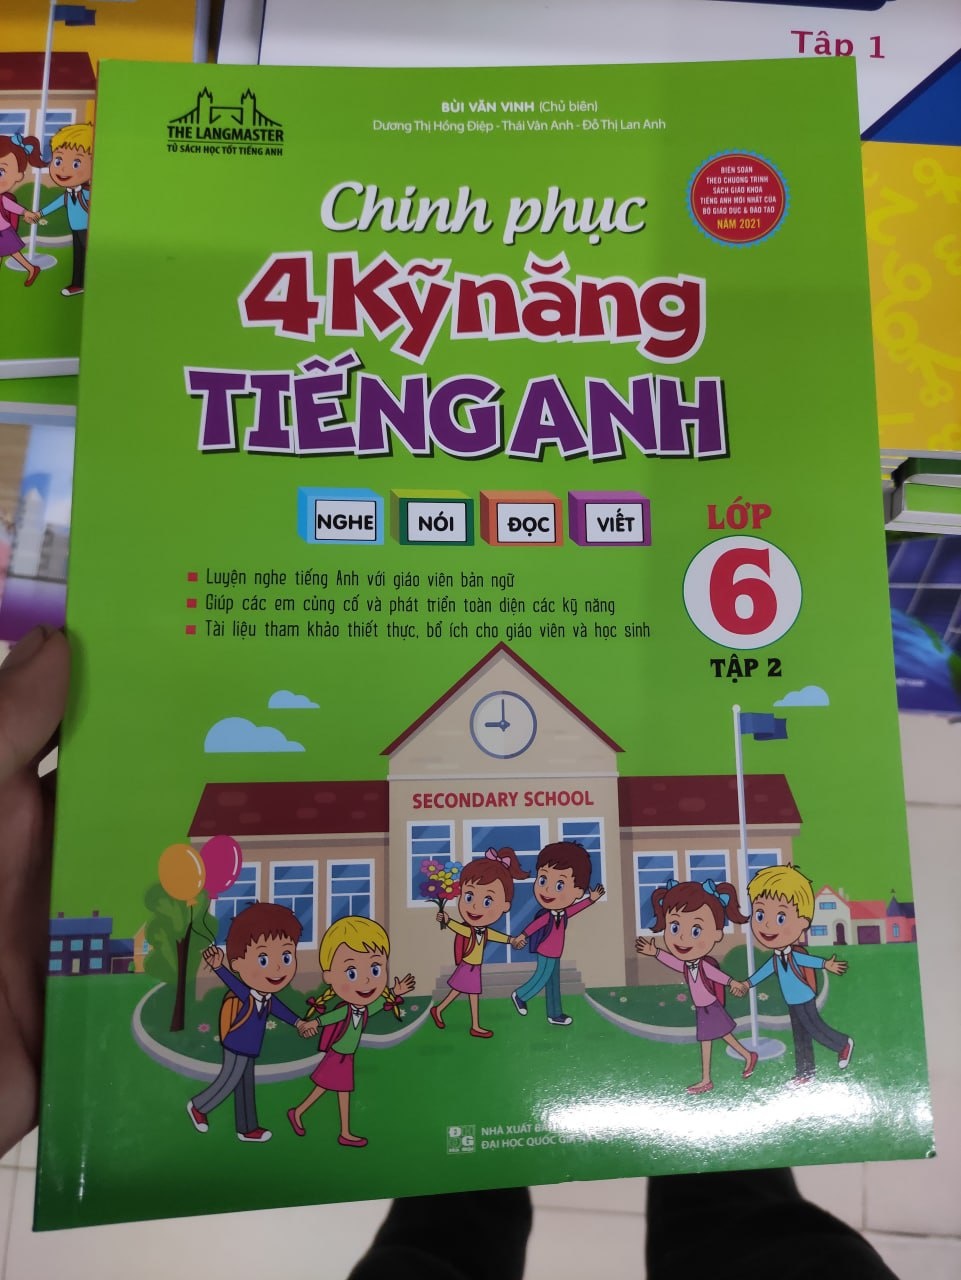 Tập 1
THE LANGMASTER
TỦ SÁCH HỌC TỐT TIẾNG ANH
BÙI VĂN VINH (Chủ biên)
Dương Thị Hồng Điệp - Thái Vân Anh - Đỗ Thị Lan Anh
BIÊN SOẠN
THEO CHƯƠNG TRÌNH
SÁCH GIÁO KHOA
TIẾNG ANH MỚI NHẤT CỦA
BỘ GIÁO DỤC & ĐÀO TẠO
NĂM 2021
Chinh phục
4 Kỹ năng
TIẾNG ANH
NGHE NÓI ĐỌC VIẾT
LỚP
6
TẬP 2
Luyện nghe tiếng Anh với giáo viên bản ngữ
Giúp các em củng cố và phát triển toàn diện các kỹ năng
Tài liệu tham khảo thiết thực, bổ ích cho giáo viên và học sinh
SECONDARY SCHOOL
NHÀ XUẤT
ĐẠI HỌC QUỐC